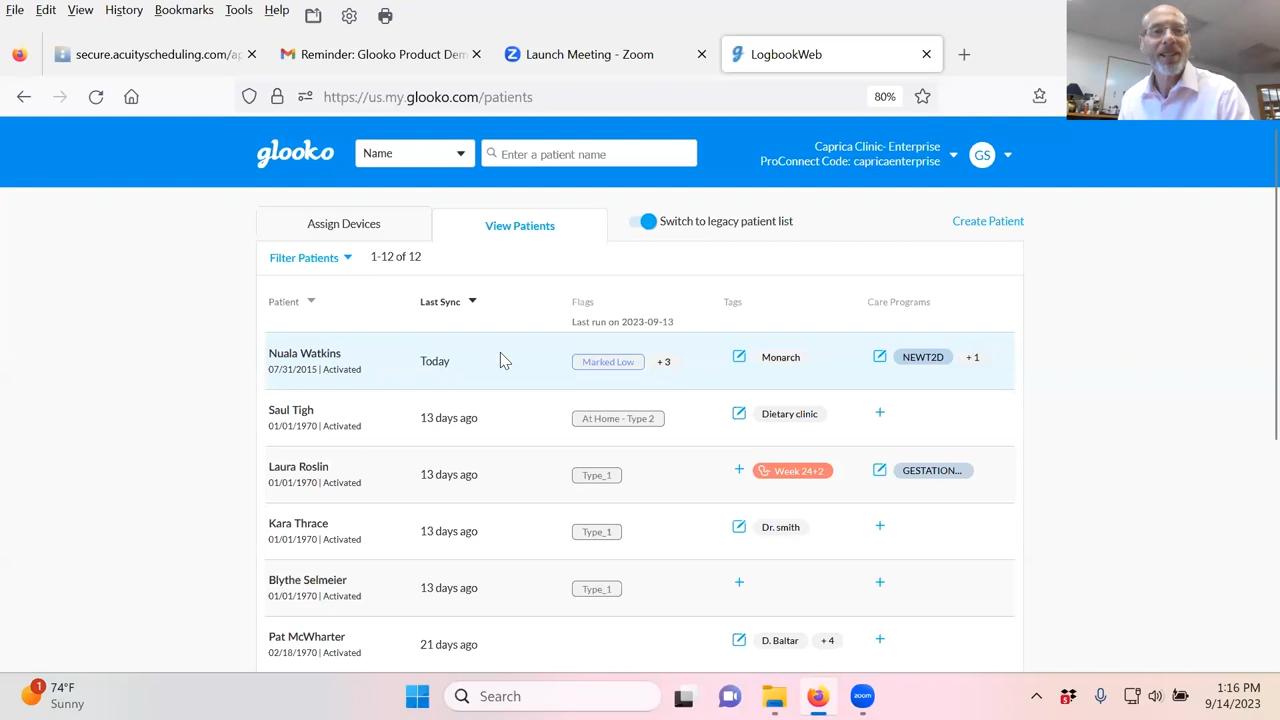 File Edit View History Bookmarks Tools Help
secure.acuityscheduling.com/ap
Reminder: Glooko Product Dem
Launch Meeting - Zoom
LogbookWeb
https://us.my.glooko.com/patients
80%
glooko
Name
Enter a patient name
Caprica Clinic- Enterprise
ProConnect Code: capricaenterprise
GS
Assign Devices
View Patients
Switch to legacy patient list
Create Patient
Filter Patients
1-12 of 12
Patient Last Sync Flags Tags Care Programs
Last run on 2023-09-13
Nuala Watkins
07/31/2015 | Activated
Today
Marked Low + 3
Monarch
NEWT2D + 1
Saul Tigh
01/01/1970 | Activated
13 days ago
At Home - Type 2
Dietary clinic
Laura Roslin
01/01/1970 | Activated
13 days ago
Type_1
Week 24+2
GESTATION...
Kara Thrace
01/01/1970 | Activated
13 days ago
Type_1
Dr. smith
Blythe Selmeier
01/01/1970 | Activated
13 days ago
Type_1
Pat McWharter
02/18/1970 | Activated
21 days ago
D. Baltar + 4
1
74°F
Sunny
Search
zoom
1:16 PM
9/14/2023